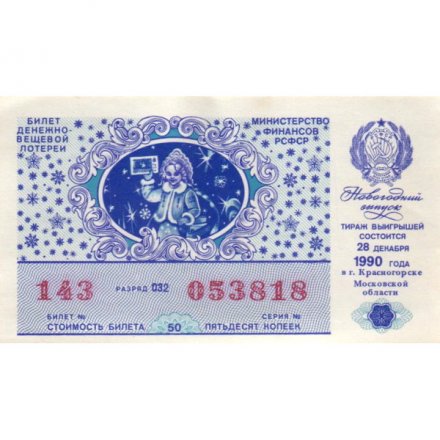 БИЛЕТ
ДЕНЕЖНО-
ВЕЩЕВОЙ
ЛОТЕРЕИ
МИНИСТЕРСТВО
ФИНАНСОВ
РСФСР
Новогодний
выпуск
ТИРАЖ ВЫИГРЫШЕЙ
СОСТОИТСЯ
28 ДЕКАБРЯ
1990 ГОДА
в г. Красногорске
Московской
области
143 РАЗРЯД 032 053818
БИЛЕТ № СЕРИЯ №
СТОИМОСТЬ БИЛЕТА 50 ПЯТЬДЕСЯТ КОПЕЕК